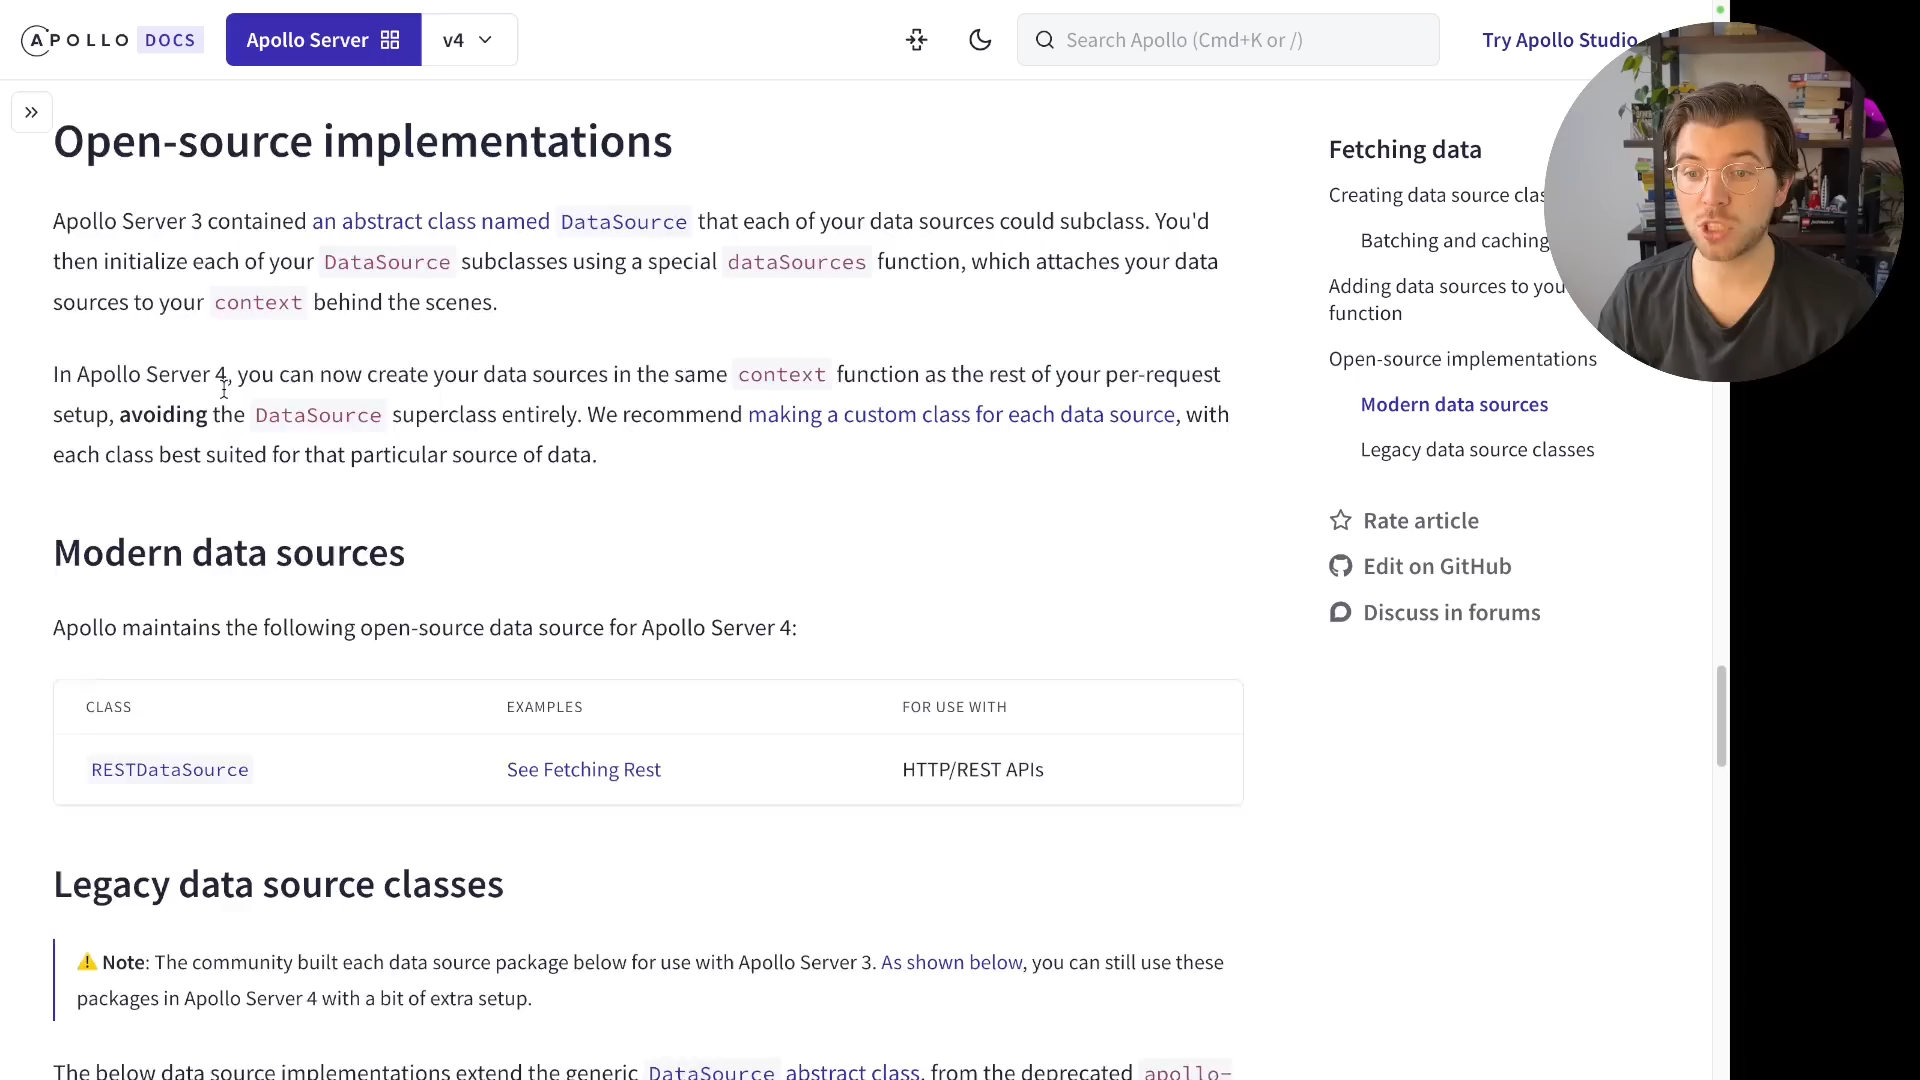 APOLLO DOCS
Apollo Server
v4
Search Apollo (Cmd+K or /)
Try Apollo Studio
Open-source implementations
Apollo Server 3 contained an abstract class named DataSource that each of your data sources could subclass. You'd
then initialize each of your DataSource subclasses using a special dataSources function, which attaches your data
sources to your context behind the scenes.
In Apollo Server 4, you can now create your data sources in the same context function as the rest of your per-request
setup, avoiding the DataSource superclass entirely. We recommend making a custom class for each data source, with
each class best suited for that particular source of data.
Modern data sources
Apollo maintains the following open-source data source for Apollo Server 4:
CLASS EXAMPLES FOR USE WITH
RESTDataSource See Fetching Rest HTTP/REST APIs
Legacy data source classes
⚠️ Note: The community built each data source package below for use with Apollo Server 3. As shown below, you can still use these
packages in Apollo Server 4 with a bit of extra setup.
The below data source implementations extend the generic DataSource abstract class, from the deprecated apollo-
Fetching data
Creating data source
Batching and caching
Adding data sources to
function
Open-source implementations
Modern data sources
Legacy data source classes
Rate article
Edit on GitHub
Discuss in forums